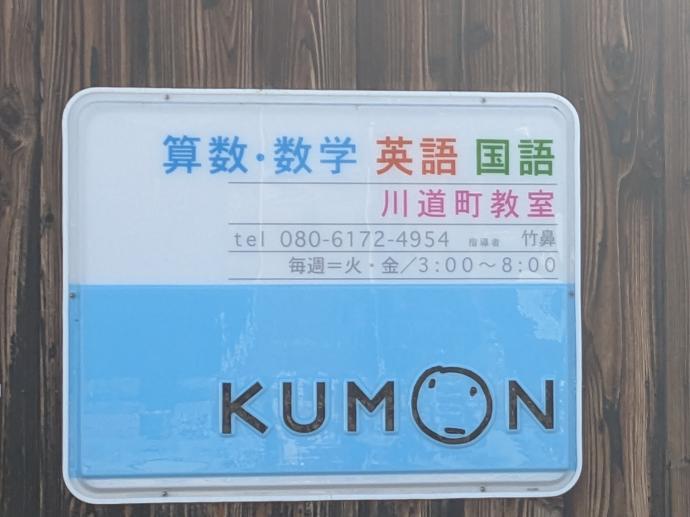 算数・数学 英語 国語
川道町教室
tel 080-6172-4954 指導者 竹鼻
毎週=火・金/3:00〜8:00
KUMON